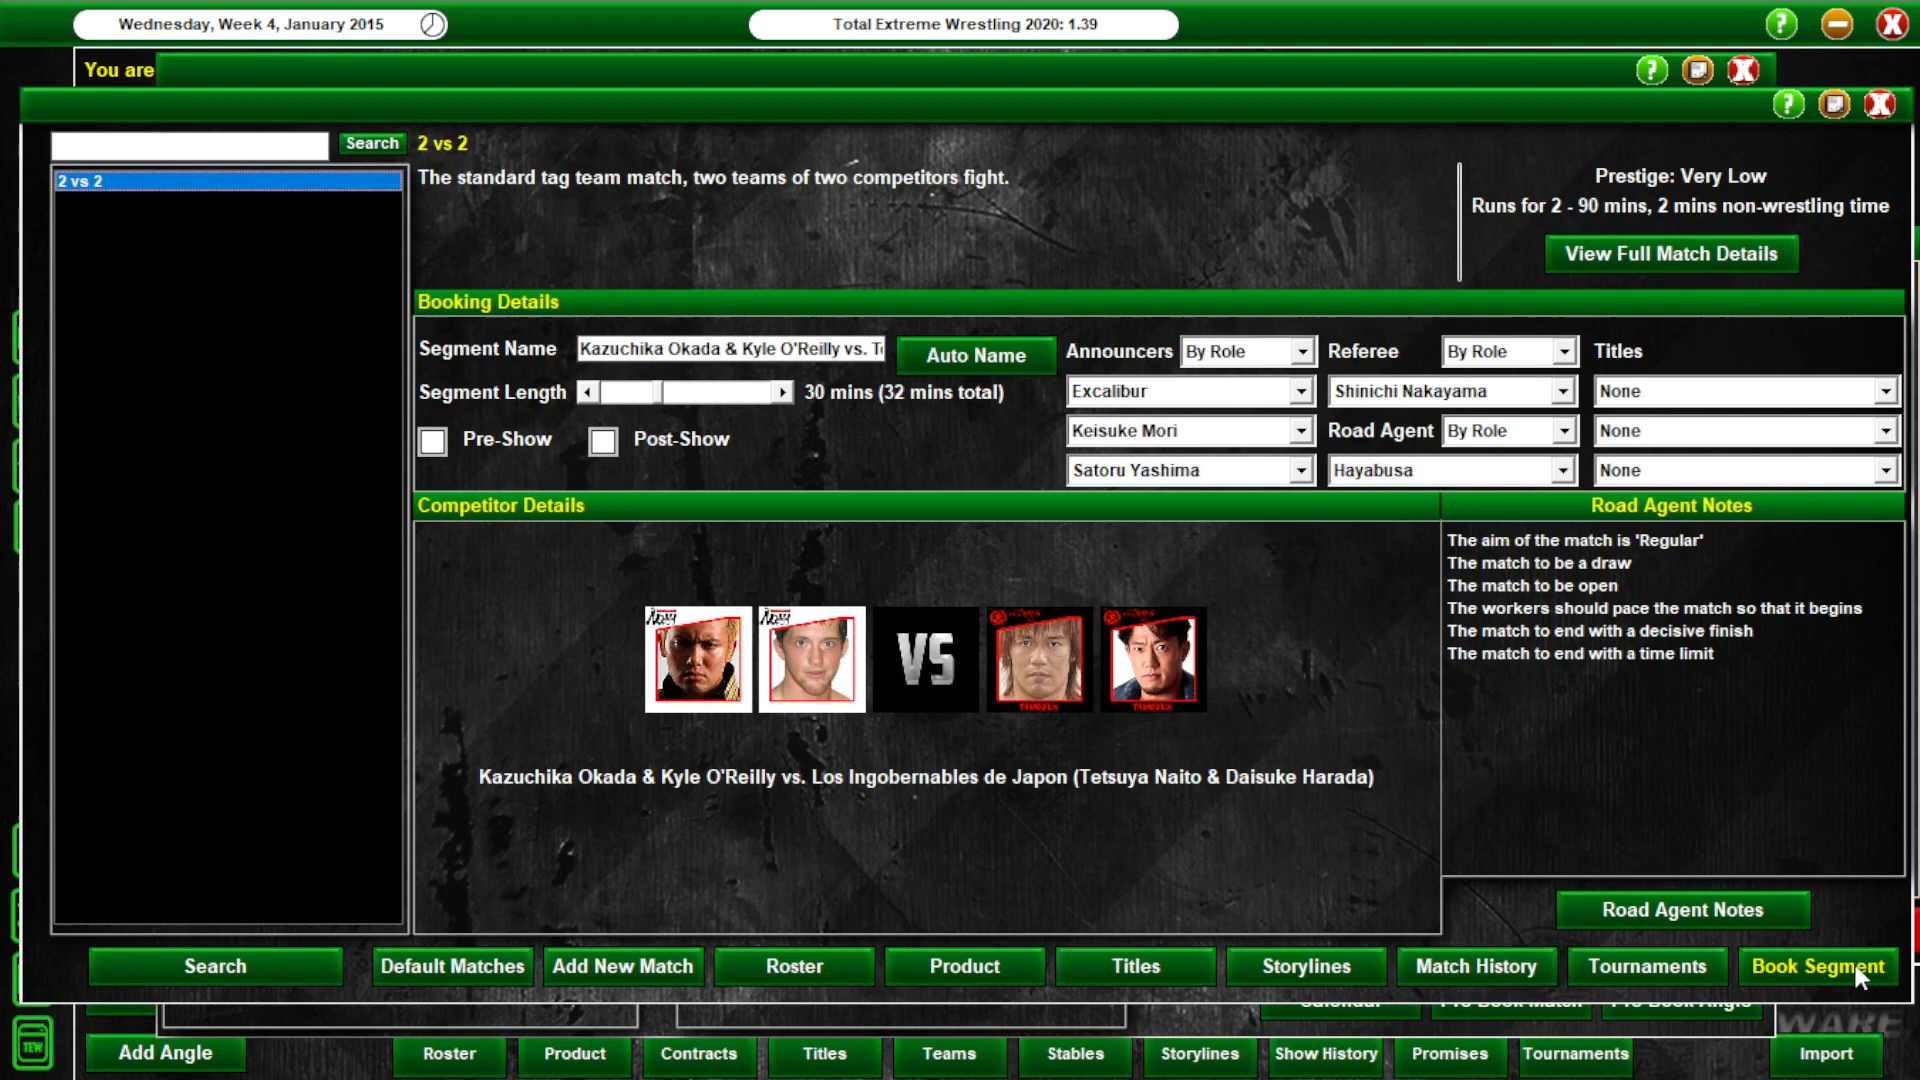 Wednesday, Week 4, January 2015
Total Extreme Wrestling 2020: 1.39
You are
Search
2 vs 2
2 vs 2
The standard tag team match, two teams of two competitors fight.
Prestige: Very Low
Runs for 2 - 90 mins, 2 mins non-wrestling time
View Full Match Details
Booking Details
Segment Name
Kazuchika Okada & Kyle O'Reilly vs. T
Auto Name
Announcers
By Role
Referee
By Role
Titles
Segment Length
30 mins (32 mins total)
Excalibur
Shinichi Nakayama
None
Pre-Show
Post-Show
Keisuke Mori
Road Agent
By Role
None
Satoru Yashima
Hayabusa
None
Competitor Details
Road Agent Notes
The aim of the match is 'Regular'
The match to be a draw
The match to be open
The workers should pace the match so that it begins
The match to end with a decisive finish
The match to end with a time limit
VS
Kazuchika Okada & Kyle O'Reilly vs. Los Ingobernables de Japon (Tetsuya Naito & Daisuke Harada)
Road Agent Notes
Search
Default Matches
Add New Match
Roster
Product
Titles
Storylines
Match History
Tournaments
Book Segment
Calendar
Pre-Book Match
Pre-Book Angle
WARE
TEW
Add Angle
Roster
Product
Contracts
Titles
Teams
Stables
Storylines
Show History
Promises
Tournaments
Import